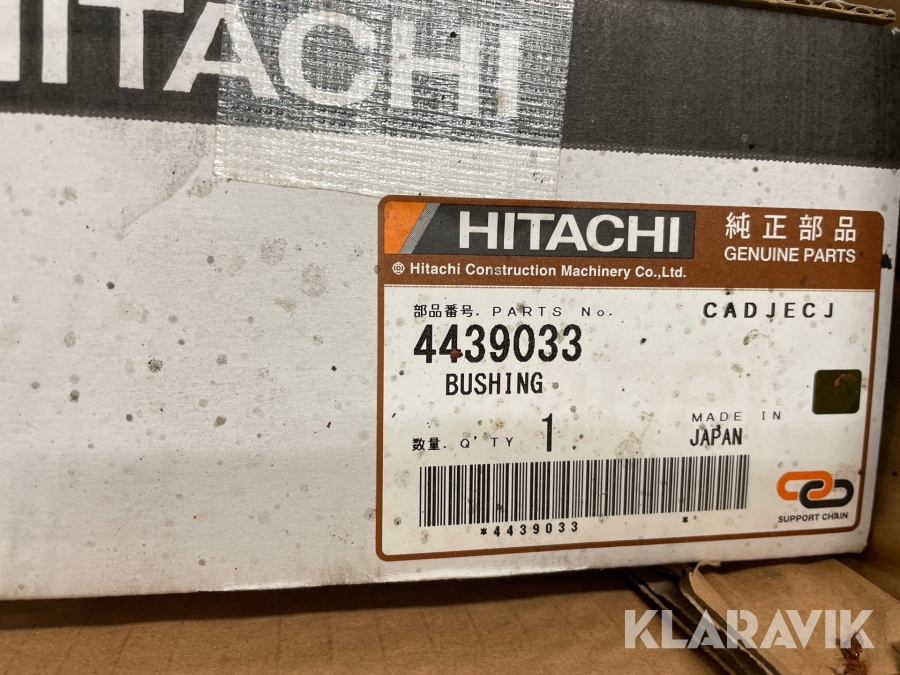 HITACHI
HITACHI
純正部品
GENUINE PARTS
Hitachi Construction Machinery Co.,Ltd.
部品番号. PARTS No.
CADJECJ
4439033
BUSHING
数量. Q'TY 1
MADE IN
JAPAN
*4439033 *
SUPPORT CHAIN
KLARAVIK